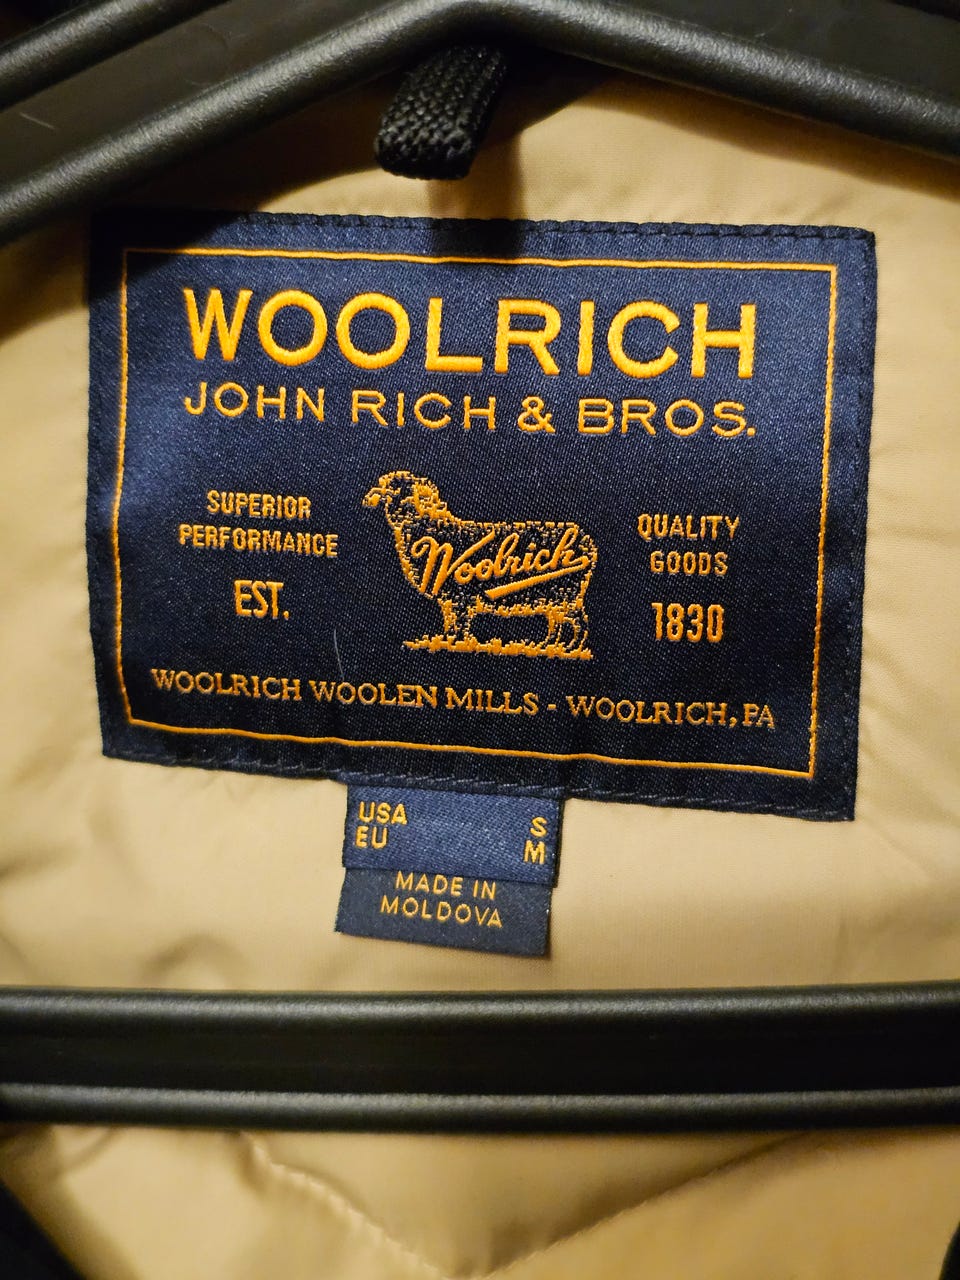 WOOLRICH
JOHN RICH & BROS.
SUPERIOR
PERFORMANCE
EST.
Woolrich
QUALITY
GOODS
1830
WOOLRICH WOOLEN MILLS - WOOLRICH, PA
USA S
EU M
MADE IN
MOLDOVA